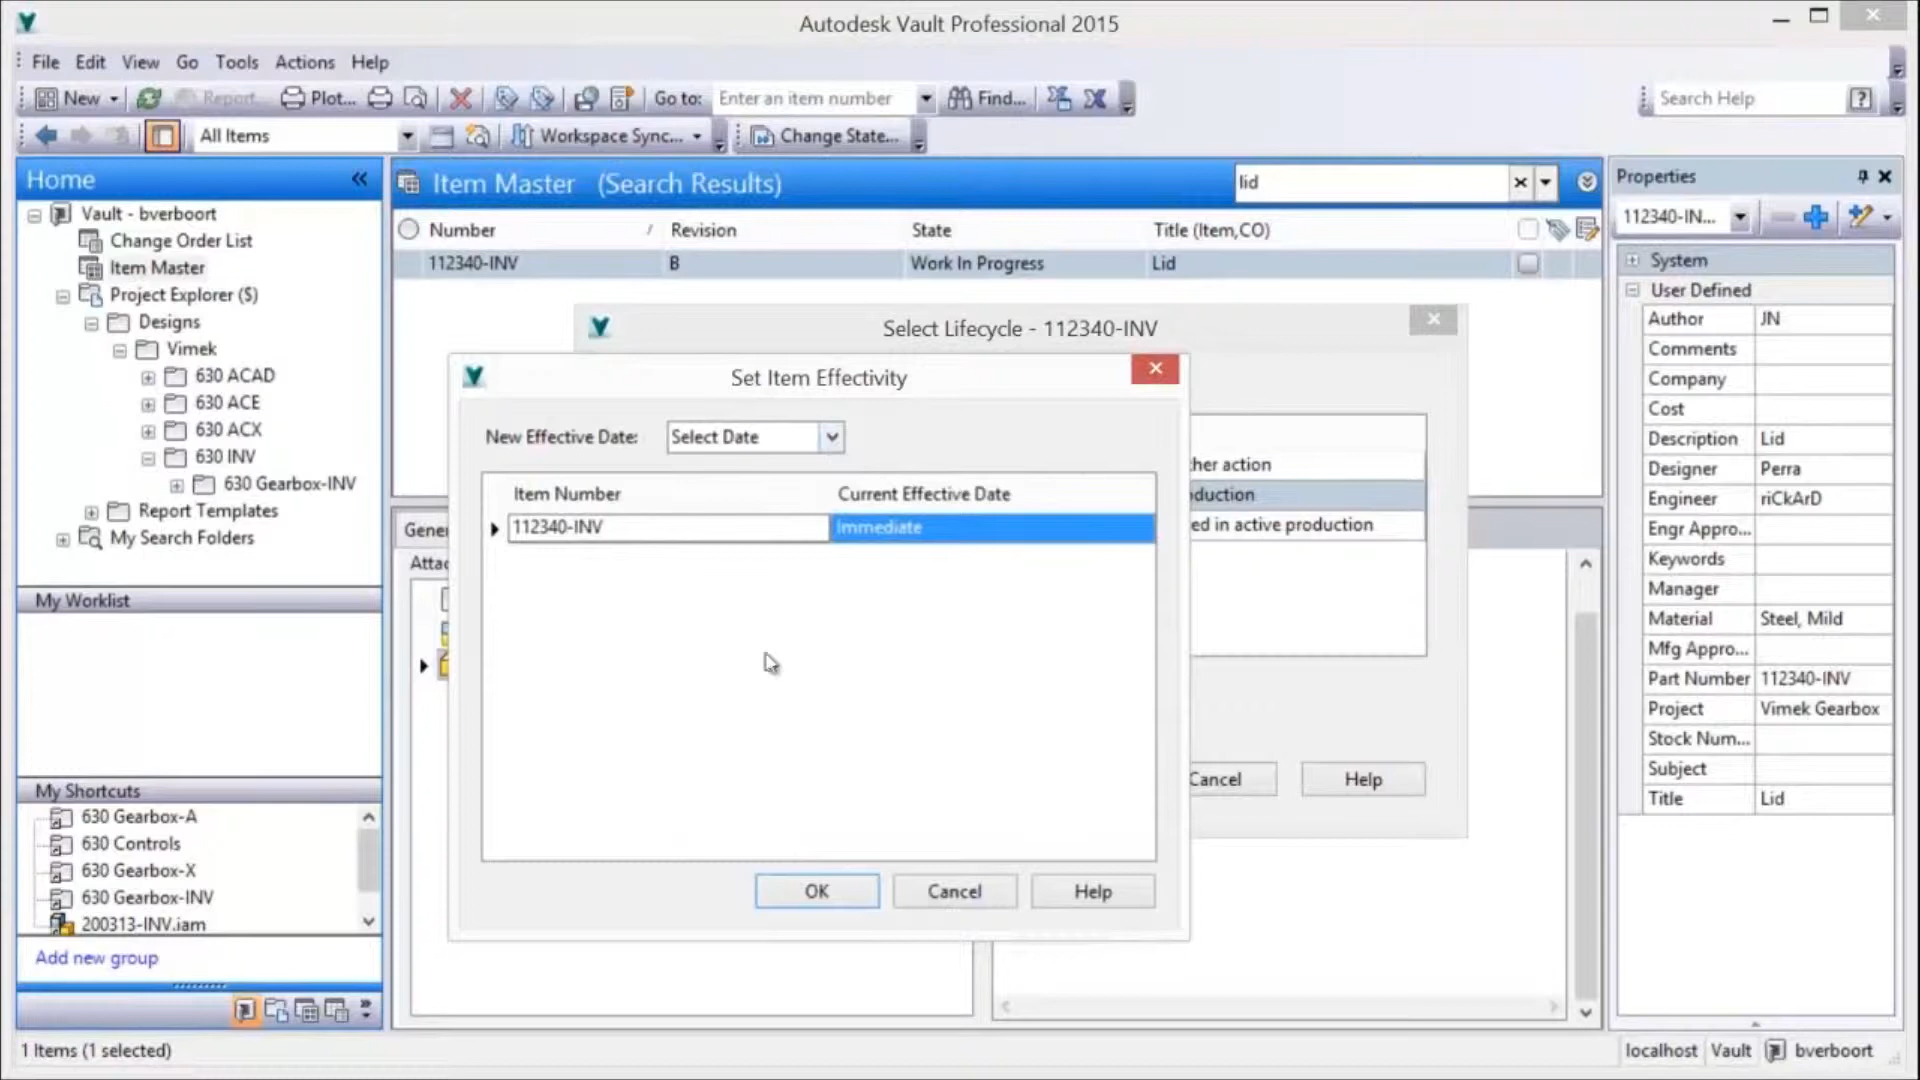 Autodesk Vault Professional 2015
File Edit View Go Tools Actions Help
New Report... Plot... Go to: Enter an item number Find... Search Help
All Items Workspace Sync... Change State...
Home
Vault - bverboort
Change Order List
Item Master
Project Explorer ($)
Designs
Vimek
630 ACAD
630 ACE
630 ACX
630 INV
630 Gearbox-INV
Report Templates
My Search Folders
My Worklist
My Shortcuts
630 Gearbox-A
630 Controls
630 Gearbox-X
630 Gearbox-INV
200313-INV.iam
Add new group
Item Master (Search Results) lid
Number / Revision State Title (Item,CO)
112340-INV B Work In Progress Lid
Select Lifecycle - 112340-INV
her action
duction
ed in active production
Cancel Help
Gener
Attac
Set Item Effectivity
New Effective Date: Select Date
Item Number Current Effective Date
112340-INV Immediate
OK Cancel Help
Properties
112340-IN...
System
User Defined
Author JN
Comments
Company
Cost
Description Lid
Designer Perra
Engineer riCkArD
Engr Appro...
Keywords
Manager
Material Steel, Mild
Mfg Appro...
Part Number 112340-INV
Project Vimek Gearbox
Stock Num...
Subject
Title Lid
1 Items (1 selected) localhost Vault bverboort